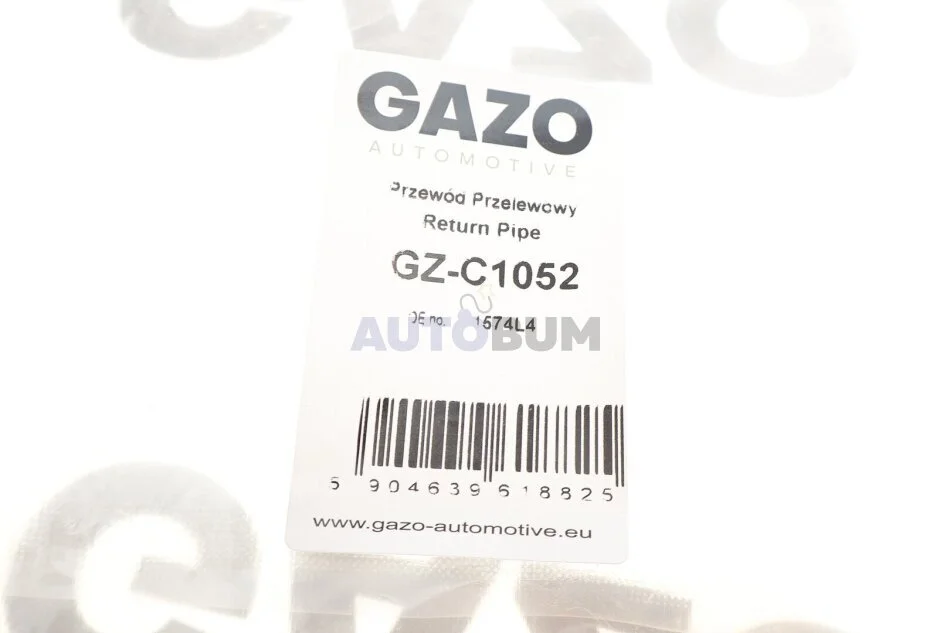 GAZO
AUTOMOTIVE
Przewód Przelewowy
Return Pipe
GZ-C1052
OE no. 1574L4
AUTOBUM
5 904639 618825
www.gazo-automotive.eu